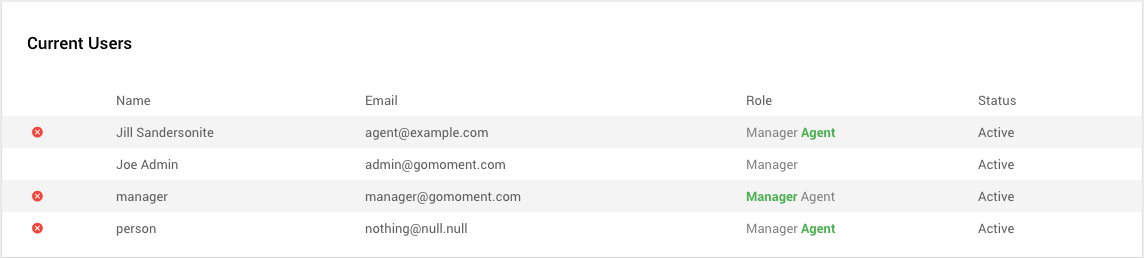 Current Users
Name Email Role Status
Jill Sandersonite agent@example.com Manager Agent Active
Joe Admin admin@gomoment.com Manager Active
manager manager@gomoment.com Manager Agent Active
person nothing@null.null Manager Agent Active